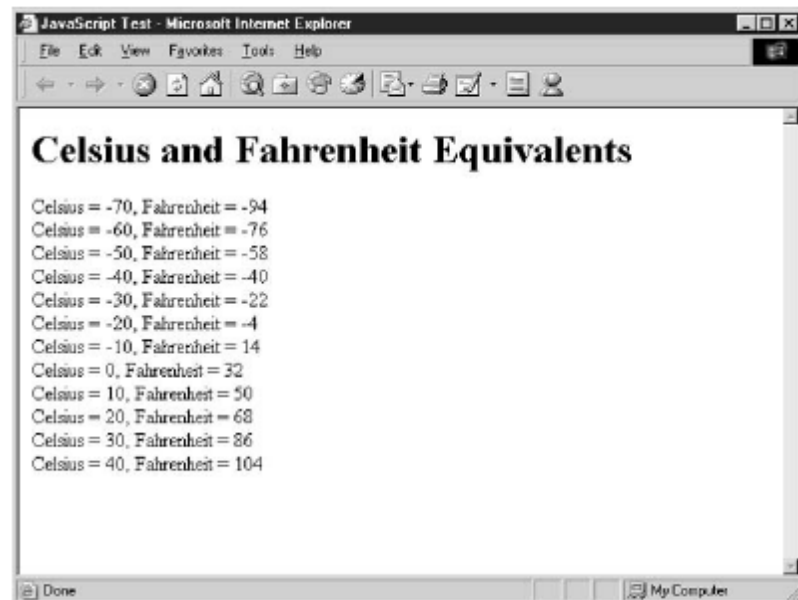 JavaScript Test - Microsoft Internet Explorer
File Edit View Favorites Tools Help
Celsius and Fahrenheit Equivalents
Celsius = -70, Fahrenheit = -94
Celsius = -60, Fahrenheit = -76
Celsius = -50, Fahrenheit = -58
Celsius = -40, Fahrenheit = -40
Celsius = -30, Fahrenheit = -22
Celsius = -20, Fahrenheit = -4
Celsius = -10, Fahrenheit = 14
Celsius = 0, Fahrenheit = 32
Celsius = 10, Fahrenheit = 50
Celsius = 20, Fahrenheit = 68
Celsius = 30, Fahrenheit = 86
Celsius = 40, Fahrenheit = 104
Done My Computer